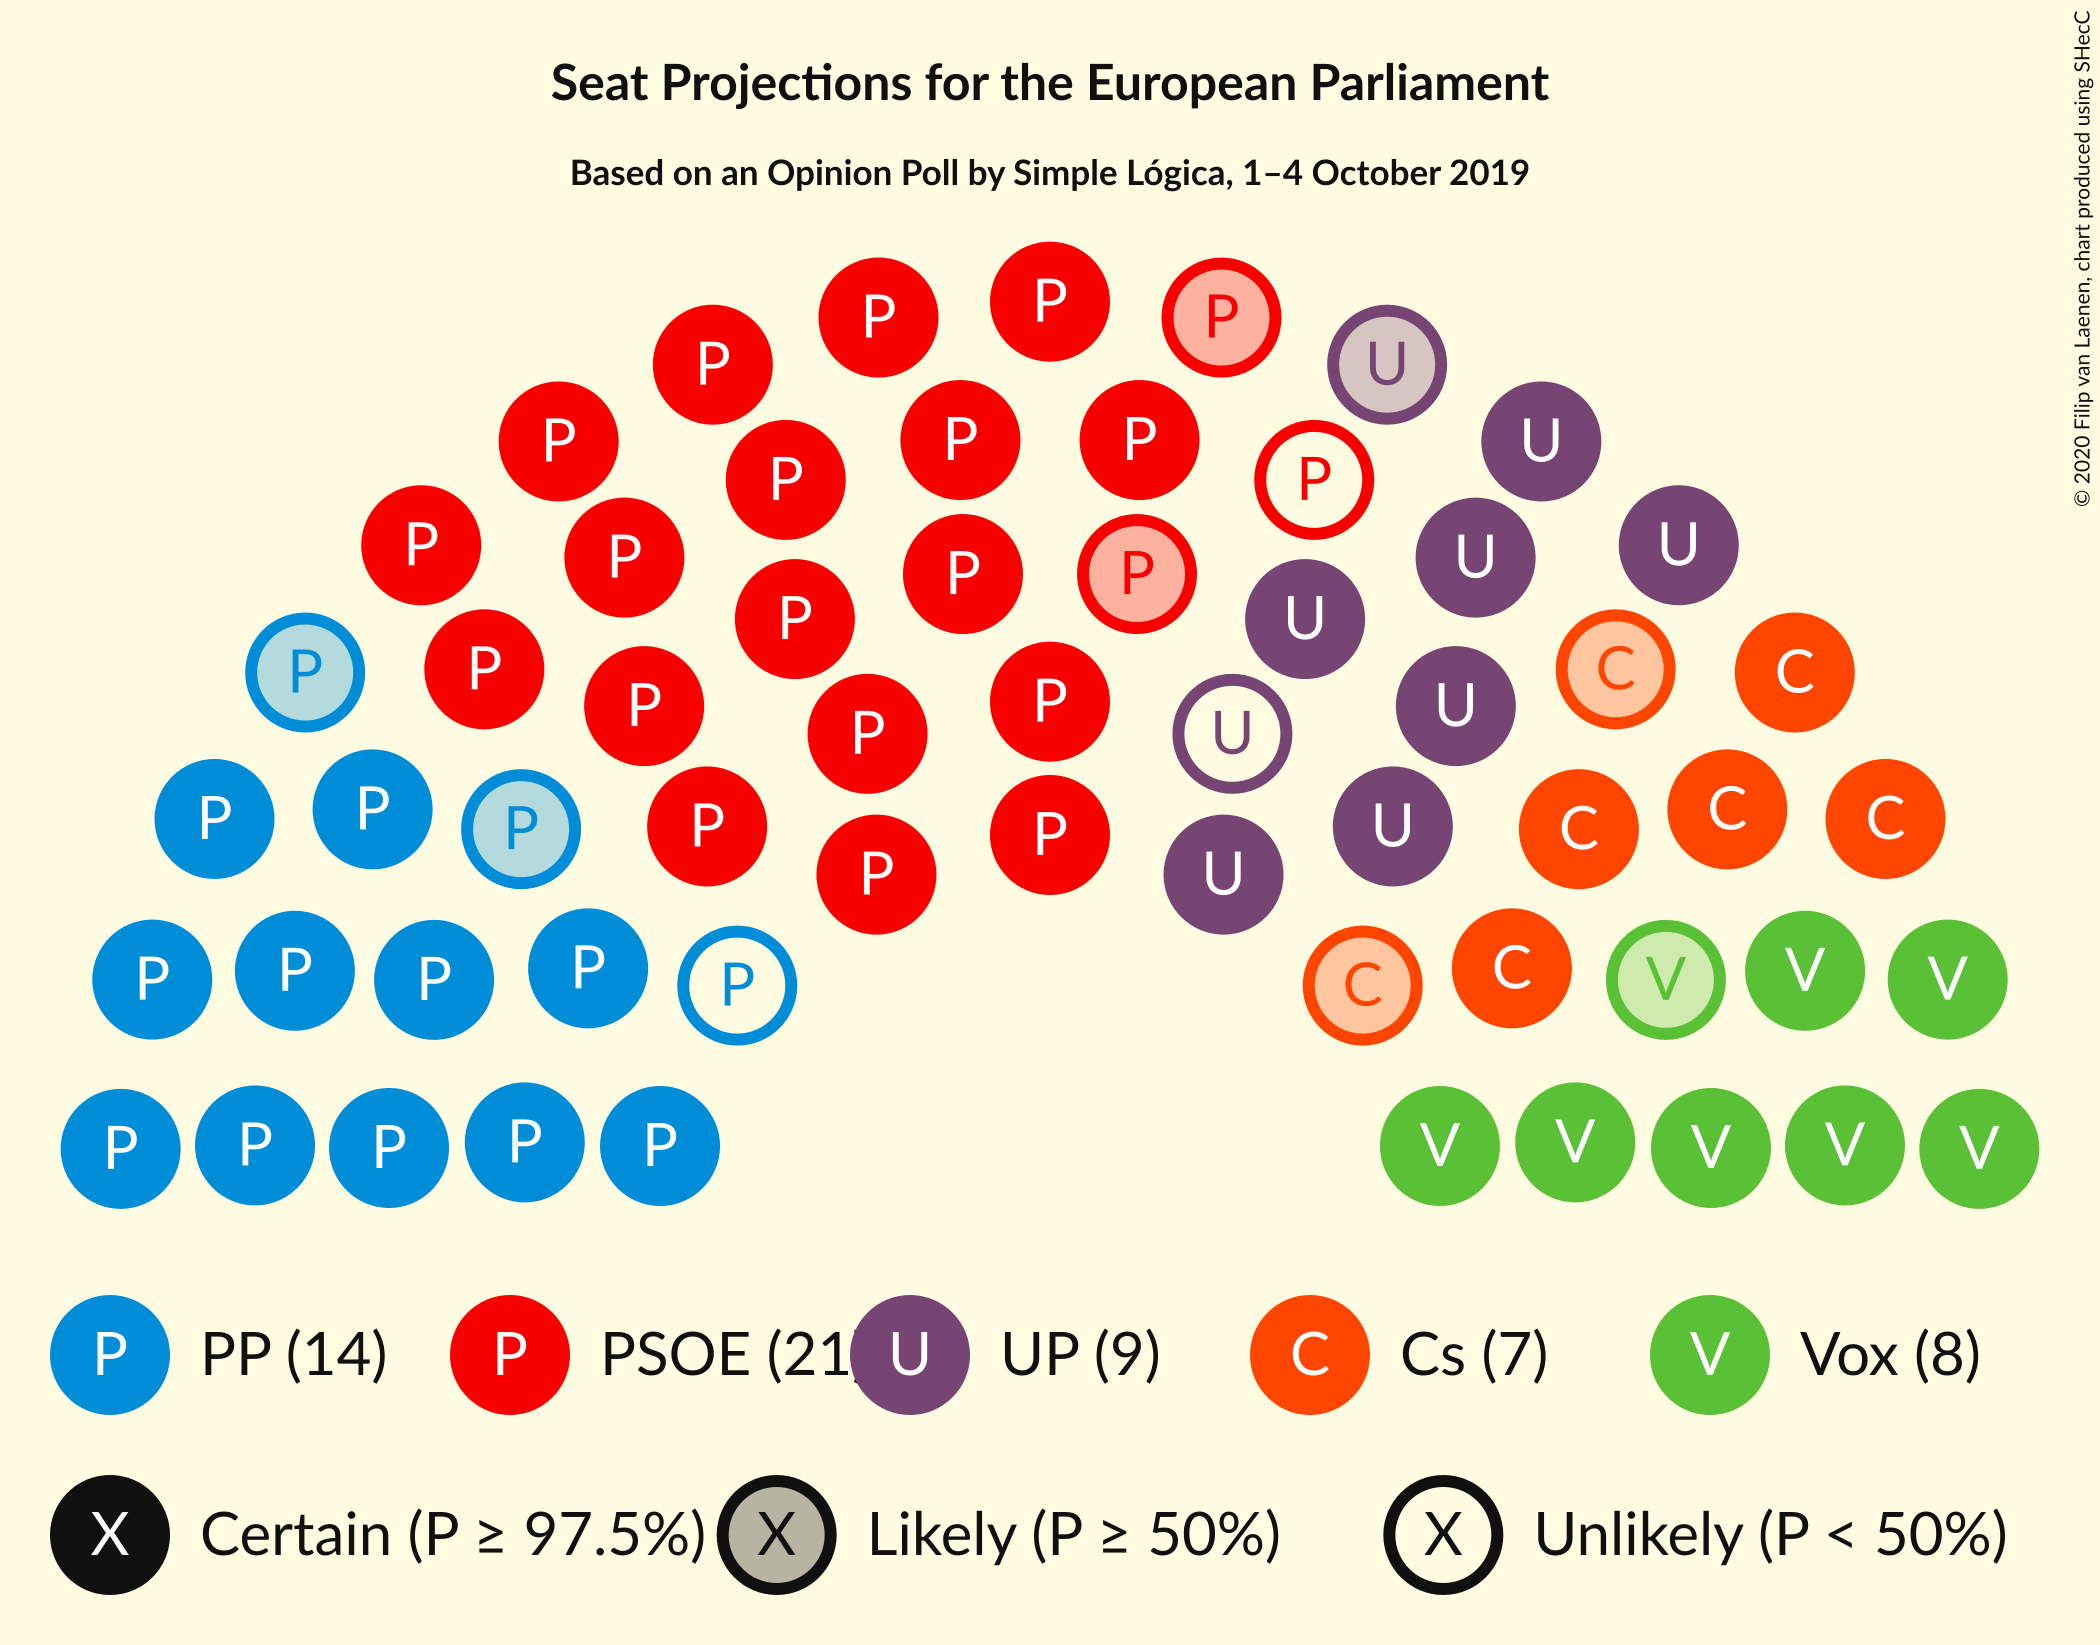 Seat Projections for the European Parliament
Based on an Opinion Poll by Simple Lógica, 1–4 October 2019
© 2020 Filip van Laenen, chart produced using SHecC
P P P U
P P U
P P P P U
P P P U U
P P P U
P P P C C
P P P U U
P P P P P U U C C C
P P P P P C C V V V
P P P P P V V V V V
P PP (14) P PSOE (21) U UP (9) C Cs (7) V Vox (8)
X Certain (P ≥ 97.5%) X Likely (P ≥ 50%) X Unlikely (P < 50%)